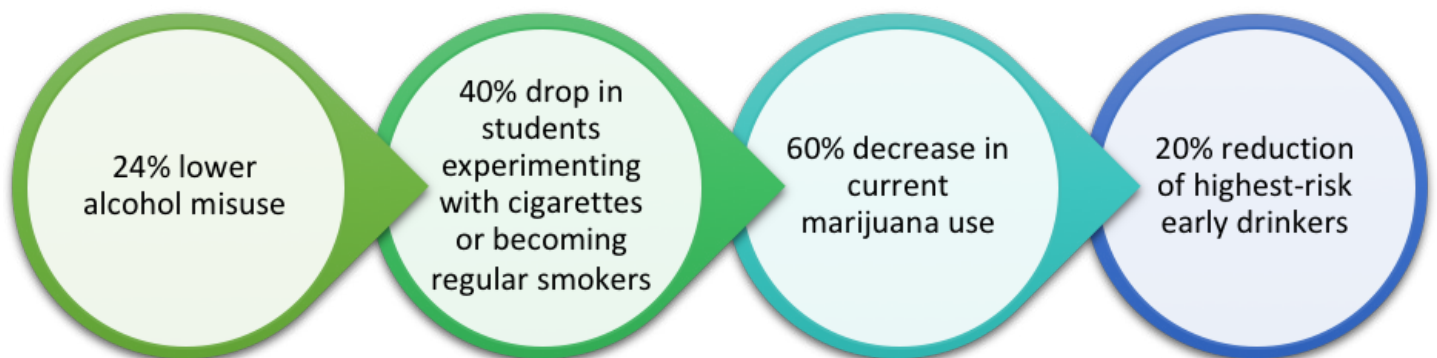 24% lower
alcohol misuse
40% drop in
students
experimenting
with cigarettes
or becoming
regular smokers
60% decrease in
current
marijuana use
20% reduction
of highest-risk
early drinkers